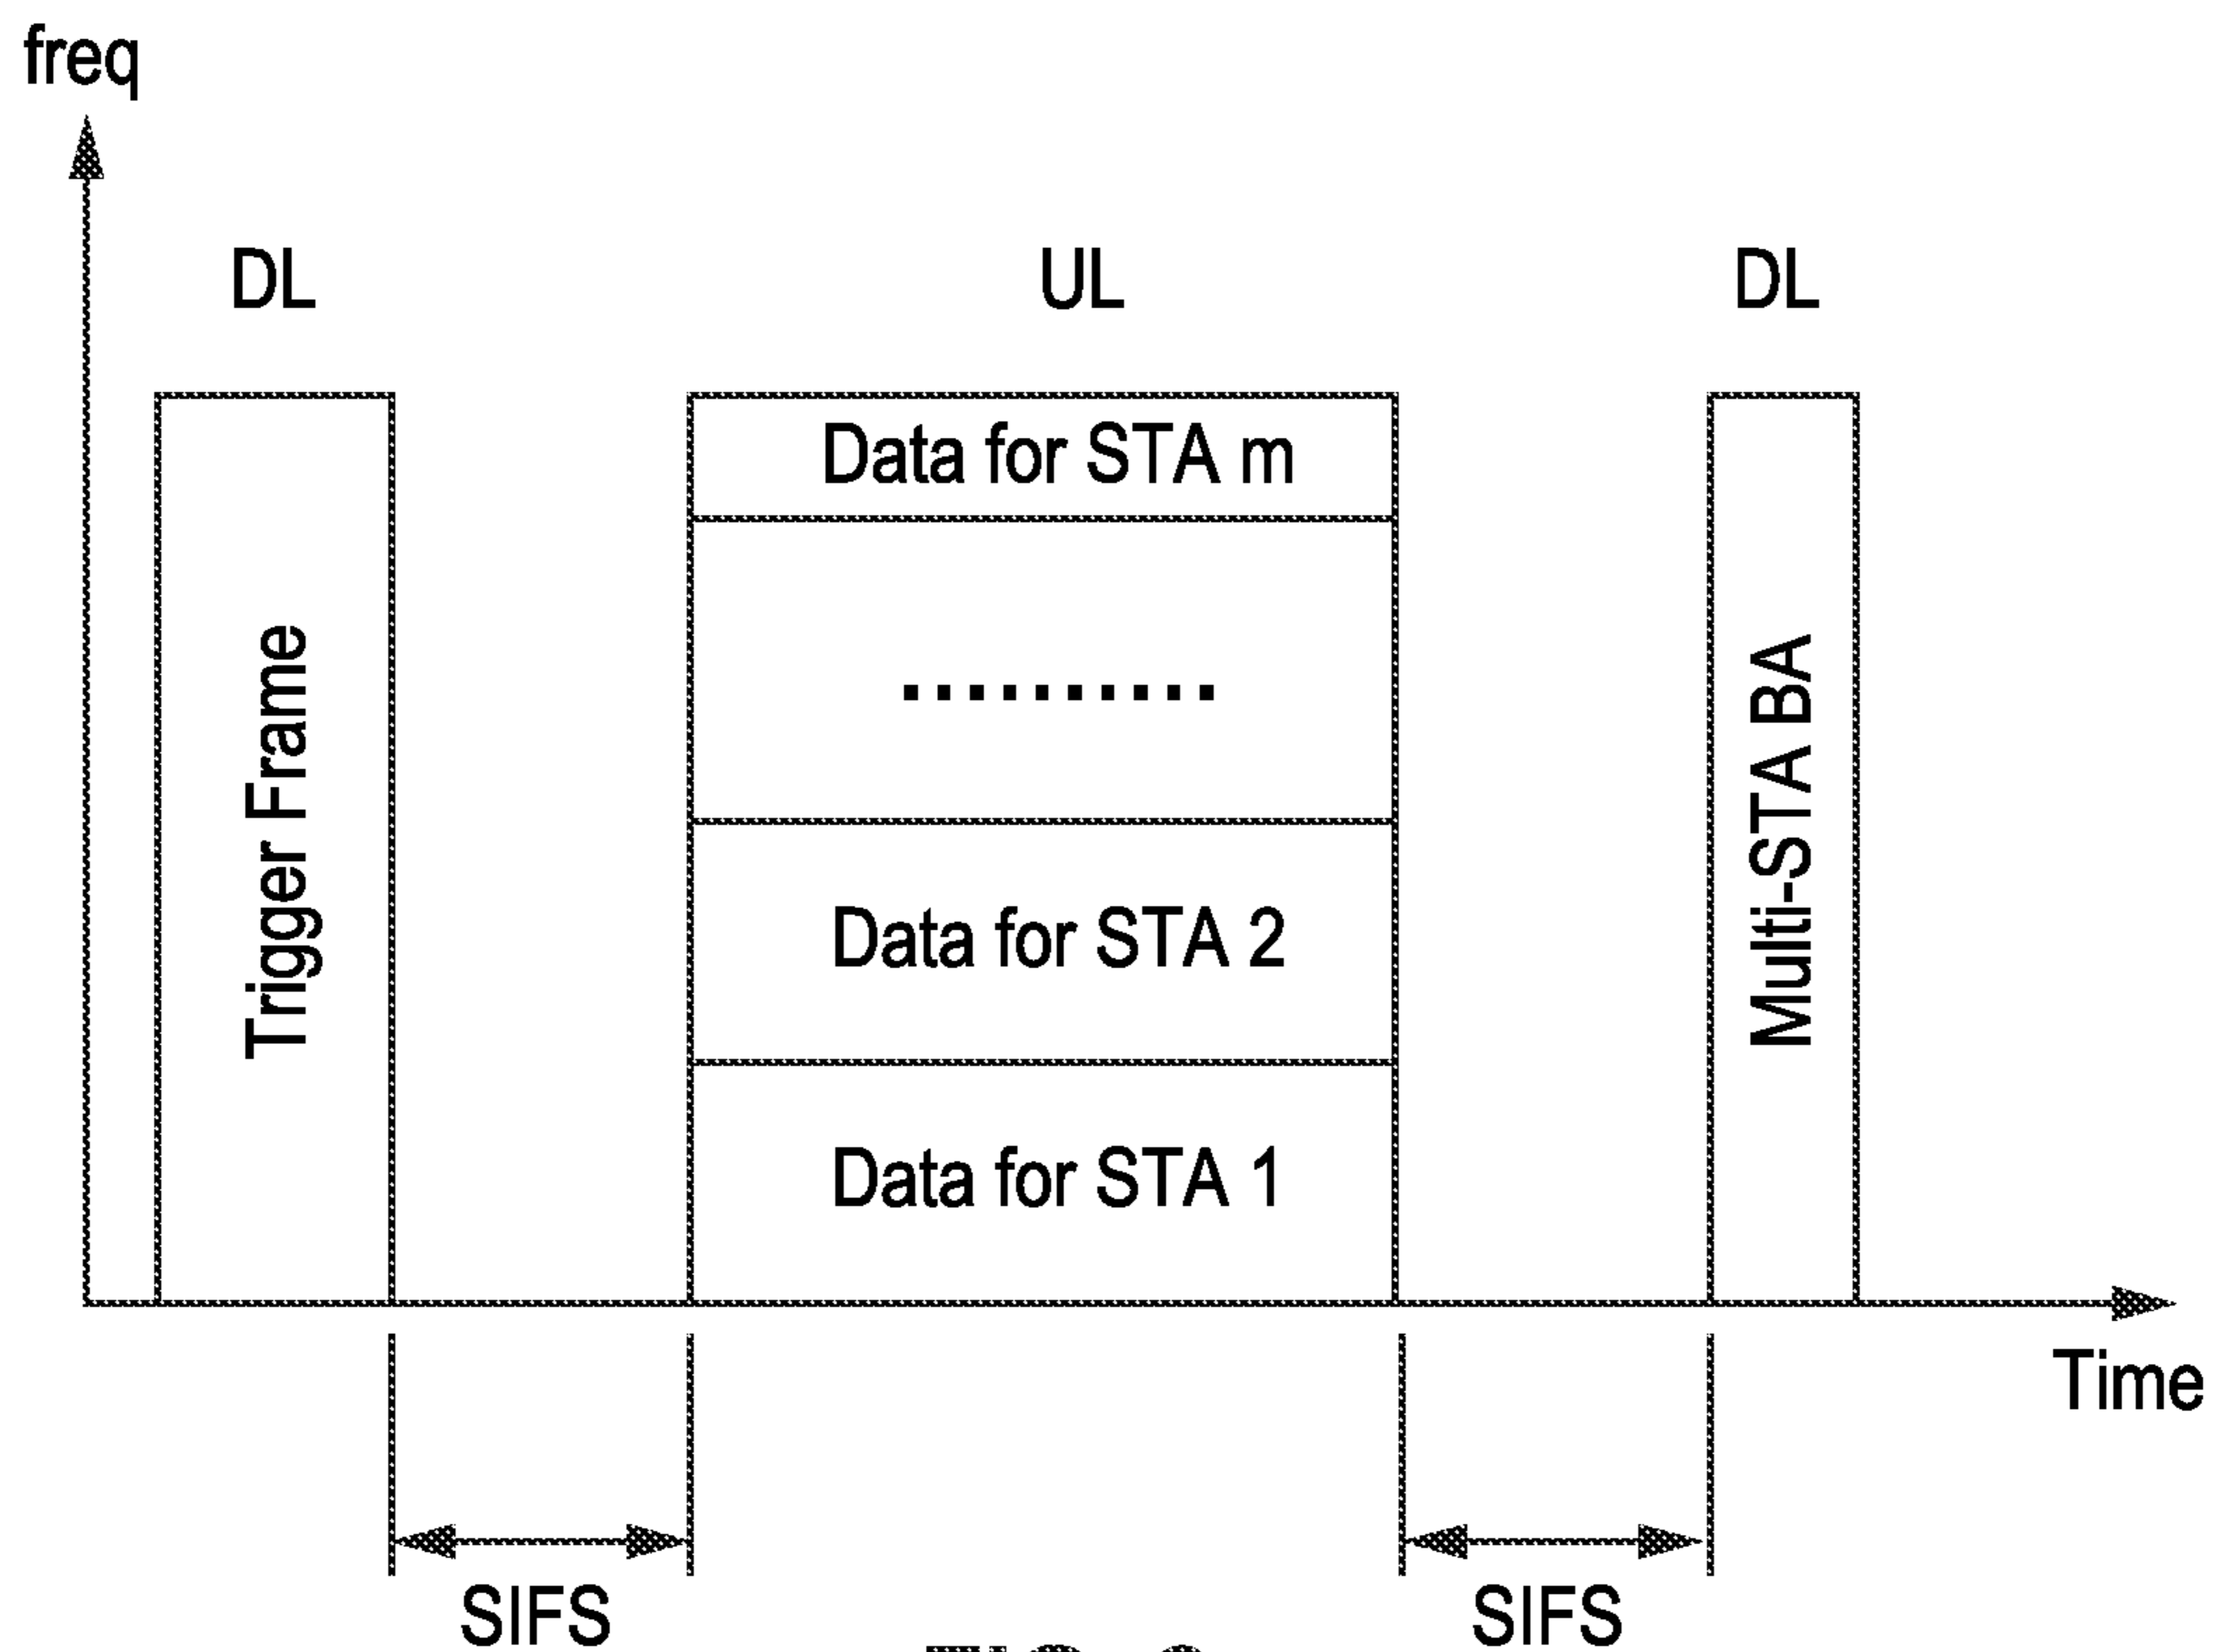 freq
DL
UL
DL
Trigger Frame
Data for STA m
..........
Data for STA 2
Data for STA 1
Multi-STA BA
Time
SIFS
SIFS